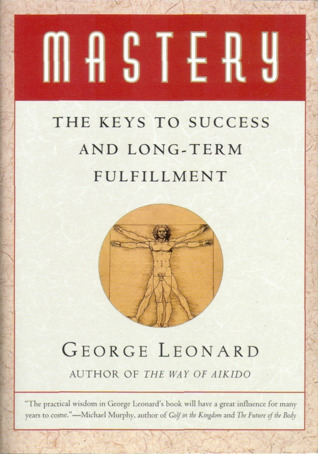 MASTERY
THE KEYS TO SUCCESS
AND LONG-TERM
FULFILLMENT
GEORGE LEONARD
AUTHOR OF THE WAY OF AIKIDO
"The practical wisdom in George Leonard's book will have a great influence for many
years to come."—Michael Murphy, author of Golf in the Kingdom and The Future of the Body